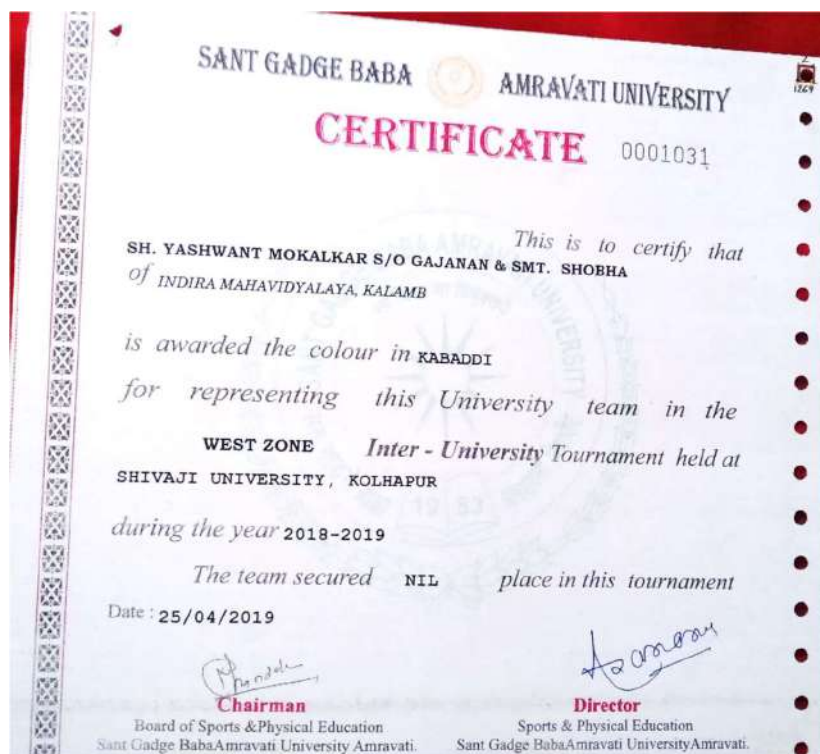 SANT GADGE BABA AMRAVATI UNIVERSITY
1269
CERTIFICATE 0001031
This is to certify that
SH. YASHWANT MOKALKAR S/O GAJANAN & SMT. SHOBHA
of INDIRA MAHAVIDYALAYA, KALAMB
is awarded the colour in KABADDI
for representing this University team in the
WEST ZONE Inter - University Tournament held at
SHIVAJI UNIVERSITY, KOLHAPUR
during the year 2018-2019
The team secured NIL place in this tournament
Date : 25/04/2019
Chairman
Board of Sports &Physical Education
Sant Gadge BabaAmravati University Amravati.
Director
Sports & Physical Education
Sant Gadge BabaAmravati UniversityAmravati.